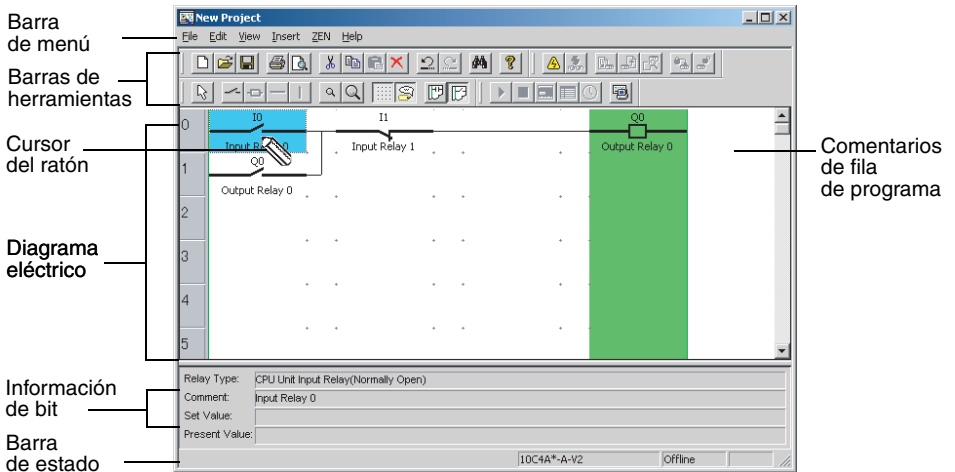 Barra
de menú
Barras de
herramientas
Cursor
del ratón
Diagrama
eléctrico
Información
de bit
Barra
de estado
New Project
File Edit View Insert ZEN Help
0
I0
I1
Q0
Input Relay 0
Input Relay 1
Output Relay 0
1
Q0
Output Relay 0
2
3
4
5
Relay Type: CPU Unit Input Relay(Normally Open)
Comment: Input Relay 0
Set Value:
Present Value:
10C4A*-A-V2 Offline
Comentarios
de fila
de programa